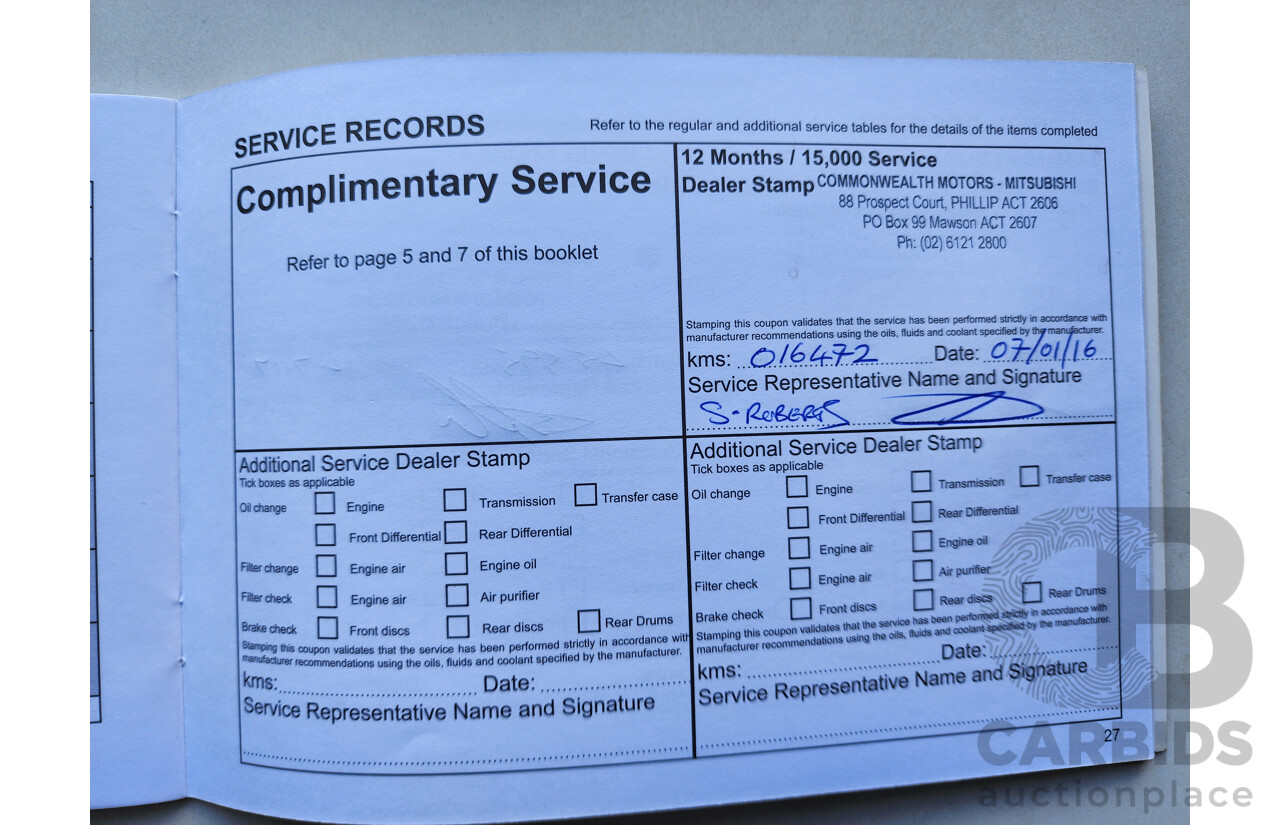 SERVICE RECORDS
Refer to the regular and additional service tables for the details of the items completed
Complimentary Service
Refer to page 5 and 7 of this booklet
12 Months / 15,000 Service
Dealer Stamp COMMONWEALTH MOTORS - MITSUBISHI
88 Prospect Court, PHILLIP ACT 2606
PO Box 99 Mawson ACT 2607
Ph: (02) 6121 2800
Stamping this coupon validates that the service has been performed strictly in accordance with
manufacturer recommendations using the oils, fluids and coolant specified by the manufacturer.
kms: 016472 Date: 07/01/16
Service Representative Name and Signature
S-ROBERTS
Additional Service Dealer Stamp
Tick boxes as applicable
Oil change Engine Transmission Transfer case
Front Differential Rear Differential
Filter change Engine air Engine oil
Filter check Engine air Air purifier
Brake check Front discs Rear discs Rear Drums
Stamping this coupon validates that the service has been performed strictly in accordance with
manufacturer recommendations using the oils, fluids and coolant specified by the manufacturer.
kms: Date:
Service Representative Name and Signature
Additional Service Dealer Stamp
Tick boxes as applicable
Oil change Engine Transmission Transfer case
Front Differential Rear Differential
Filter change Engine air Engine oil
Filter check Engine air Air purifier
Brake check Front discs Rear discs Rear Drums
Stamping this coupon validates that the service has been performed strictly in accordance with
manufacturer recommendations using the oils, fluids and coolant specified by the manufacturer.
kms: Date:
Service Representative Name and Signature
27
CARBIDS
auctionplace